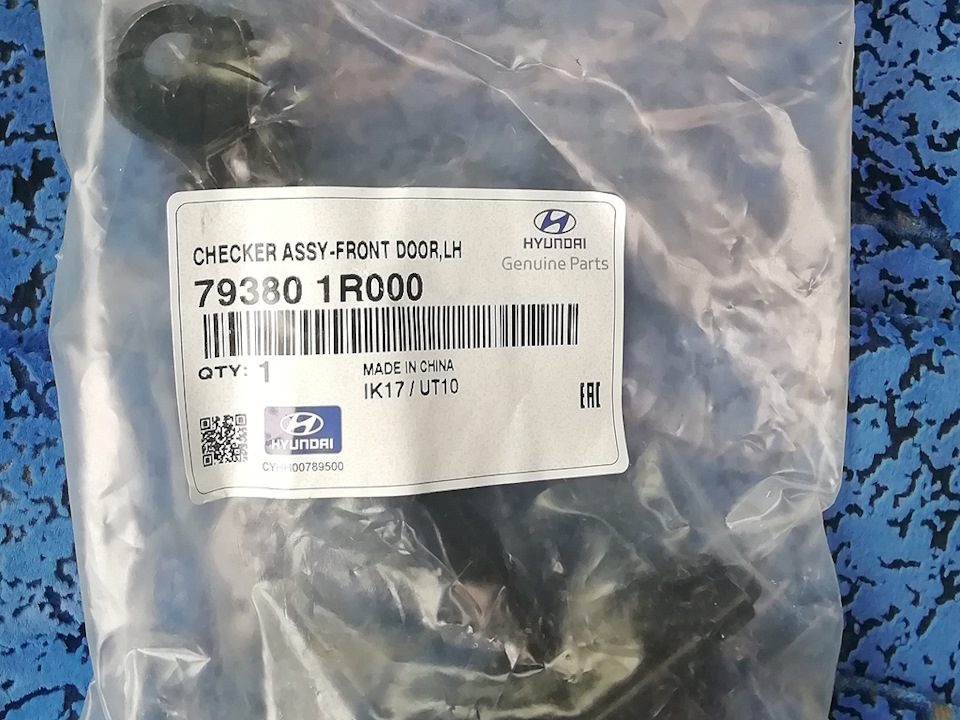 HYUNDAI
Genuine Parts
CHECKER ASSY-FRONT DOOR,LH
79380 1R000
QTY: 1
MADE IN CHINA
IK17 / UT10
EAC
HYUNDAI
CYHH00789500